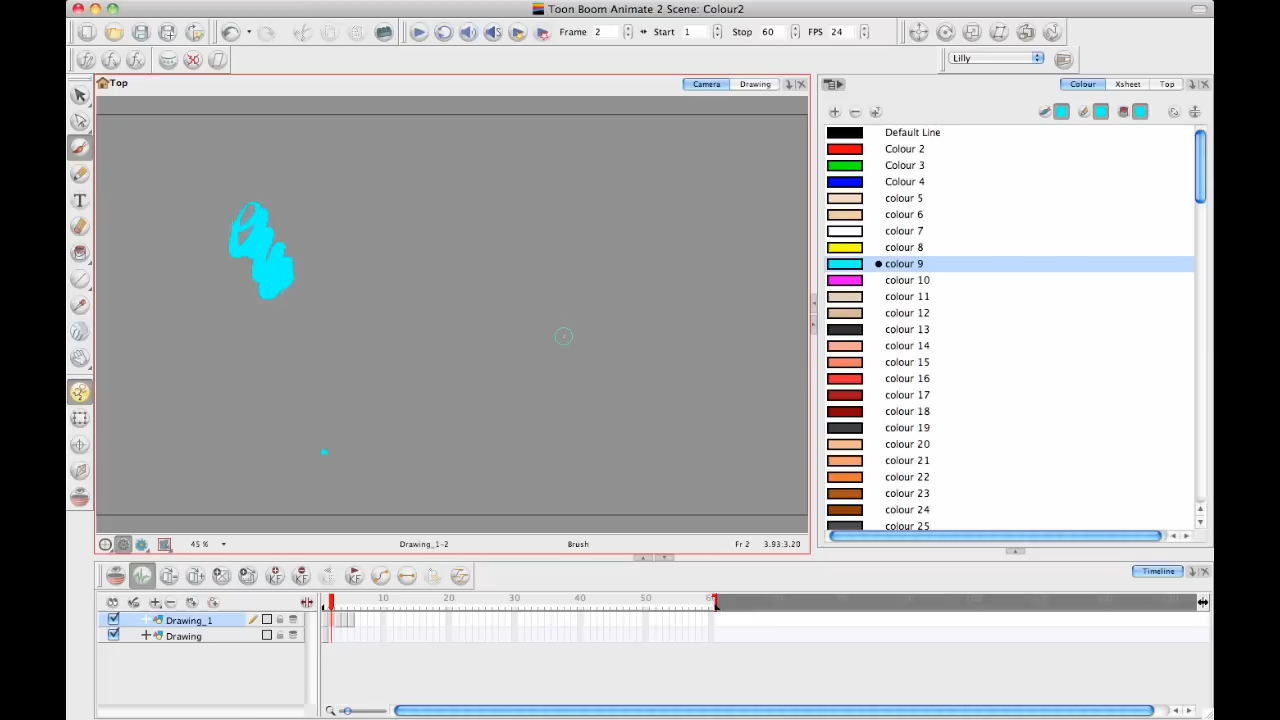 Toon Boom Animate 2 Scene: Colour2
Frame 2 Start 1 Stop 60 FPS 24
Lilly
Top
Camera Drawing
Colour Xsheet Top
Default Line
Colour 2
Colour 3
Colour 4
colour 5
colour 6
colour 7
colour 8
colour 9
colour 10
colour 11
colour 12
colour 13
colour 14
colour 15
colour 16
colour 17
colour 18
colour 19
colour 20
colour 21
colour 22
colour 23
colour 24
colour 25
45 % Drawing_1-2 Brush Fr 2 3.93:3.20
Timeline
KF KF KF
10 20 30 40 50
Drawing_1
Drawing